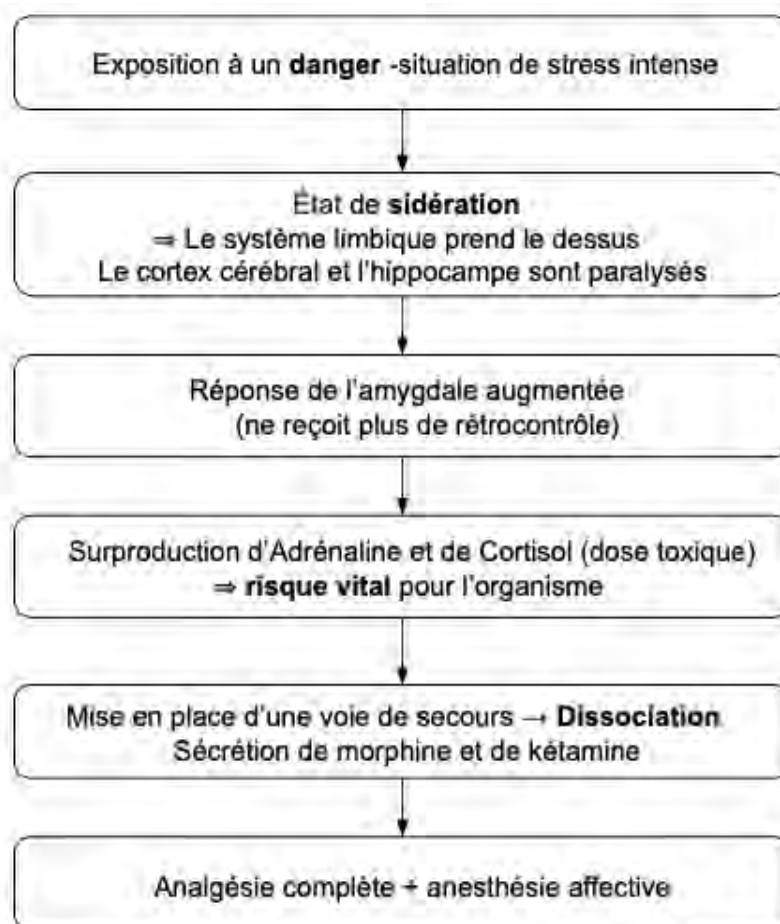 Exposition à un danger -situation de stress intense
État de sidération
⇒ Le système limbique prend le dessus
Le cortex cérébral et l'hippocampe sont paralysés
Réponse de l'amygdale augmentée
(ne reçoit plus de rétrocontrôle)
Surproduction d'Adrénaline et de Cortisol (dose toxique)
⇒ risque vital pour l'organisme
Mise en place d'une voie de secours → Dissociation
Sécrétion de morphine et de kétamine
Analgésie complète + anesthésie affective